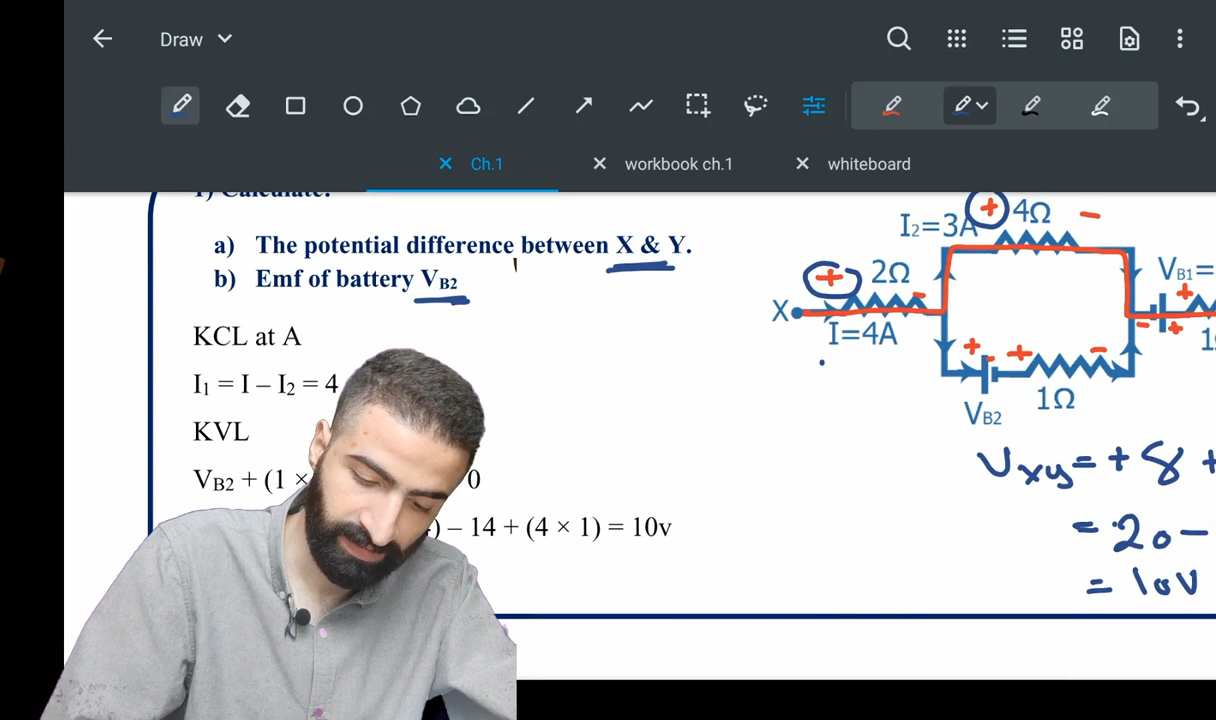 Draw
Ch.1
workbook ch.1
whiteboard
1) Calculate:
a) The potential difference between X & Y.
b) Emf of battery VB2
KCL at A
I1 = I – I2 = 4
KVL
VB2 + (1 ×
0
) – 14 + (4 × 1) = 10v
I2=3A
+
4Ω
-
+
2Ω
-
X
I=4A
VB1=
+
- +
+ - + -
VB2
1Ω
Vxy = + 8 +
= 20 -
= 10V